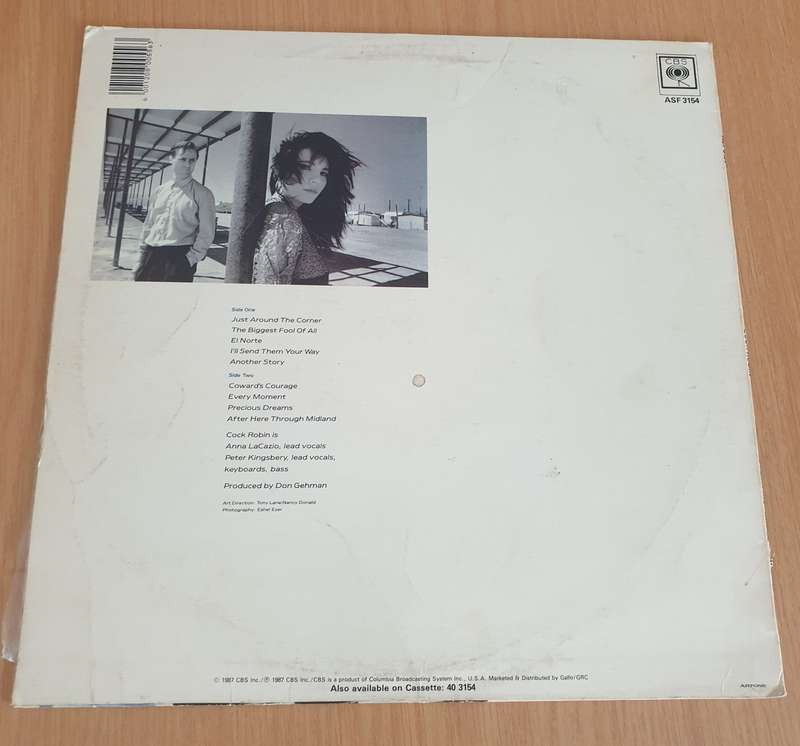 CBS
ASF 3154
Side One
Just Around The Corner
The Biggest Fool Of All
El Norte
I'll Send Them Your Way
Another Story
Side Two
Coward's Courage
Every Moment
Precious Dreams
After Here Through Midland
Cock Robin is
Anna LaCazio, lead vocals
Peter Kingsbery, lead vocals,
keyboards, bass
Produced by Don Gehman
Art Direction: Tony Lane/Nancy Donald
Photography: Eshel Ezer
© 1987 CBS Inc./℗ 1987 CBS Inc./CBS is a product of Columbia Broadcasting System Inc., U.S.A. Marketed & Distributed by Gallo/GRC
Also available on Cassette: 40 3154
ARTONE